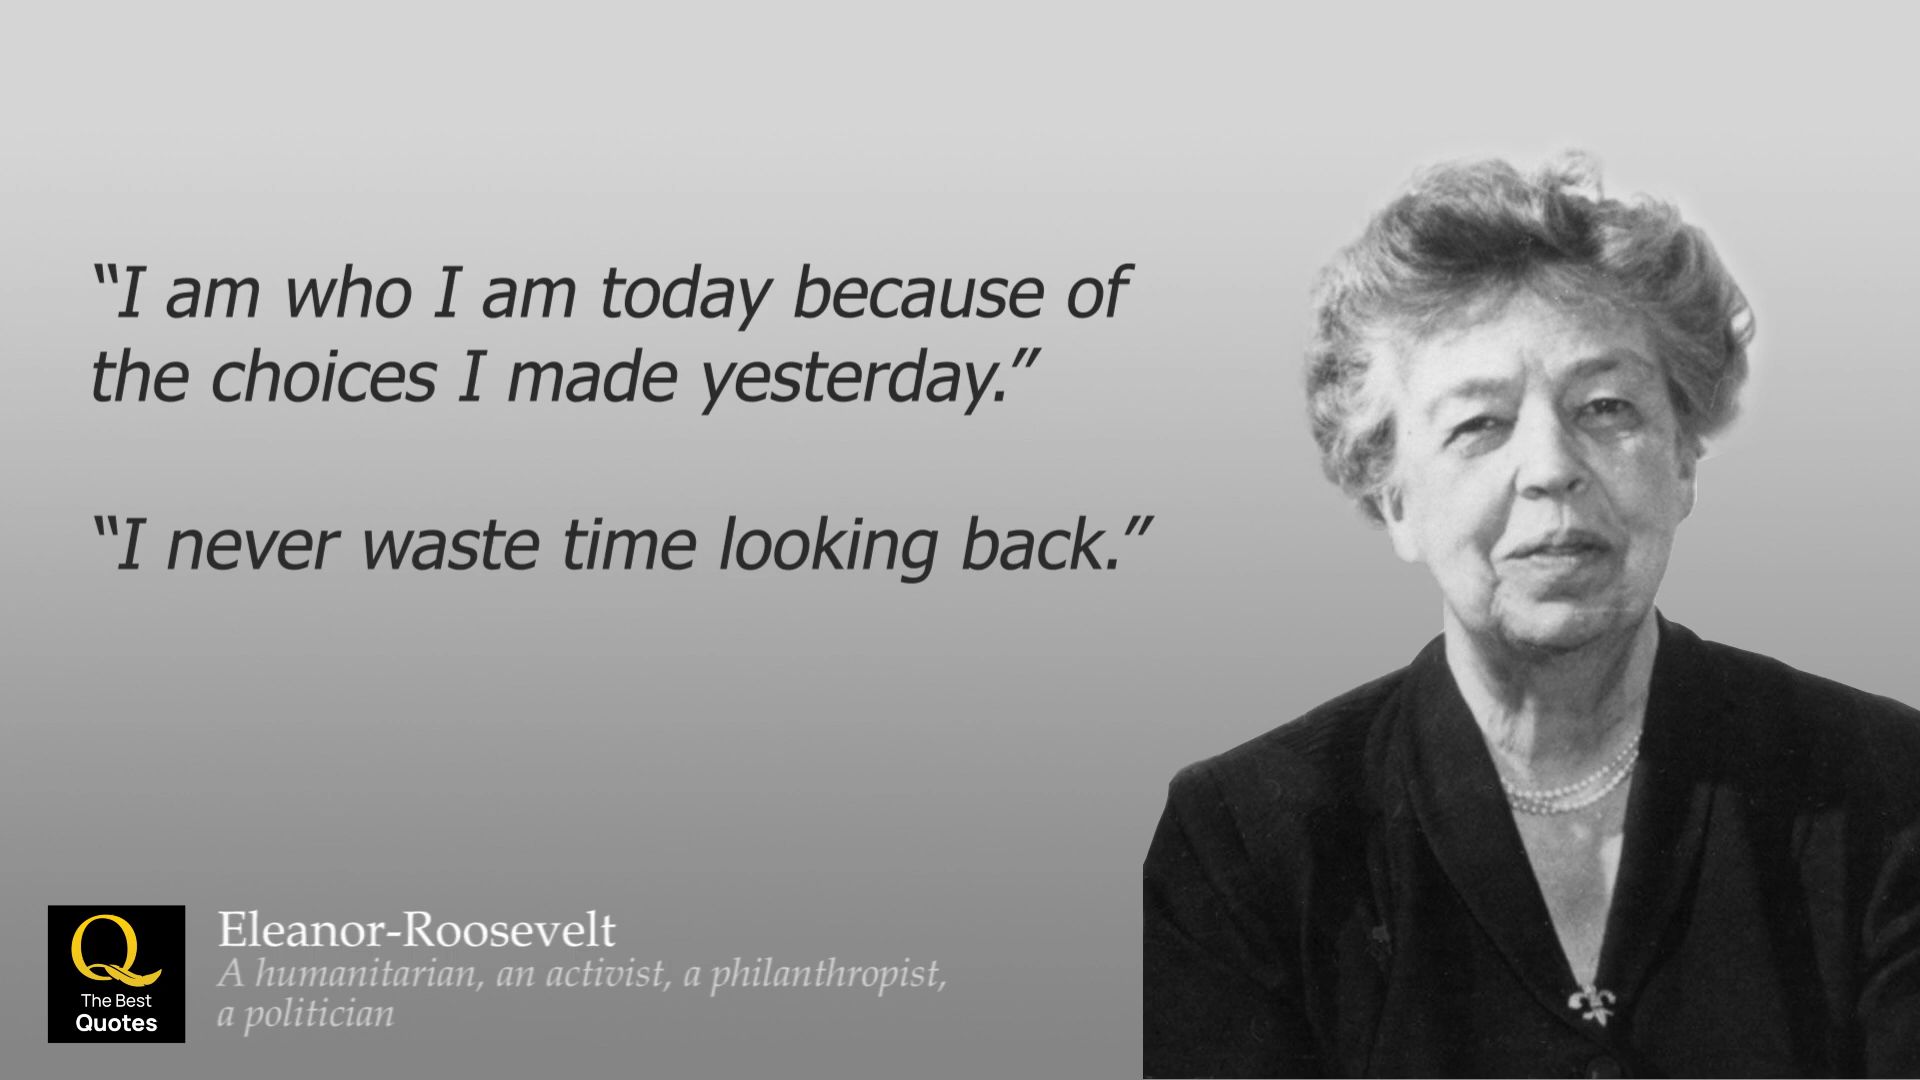 “I am who I am today because of
the choices I made yesterday.”
“I never waste time looking back.”
Eleanor-Roosevelt
A humanitarian, an activist, a philanthropist,
a politician
Q
The Best
Quotes